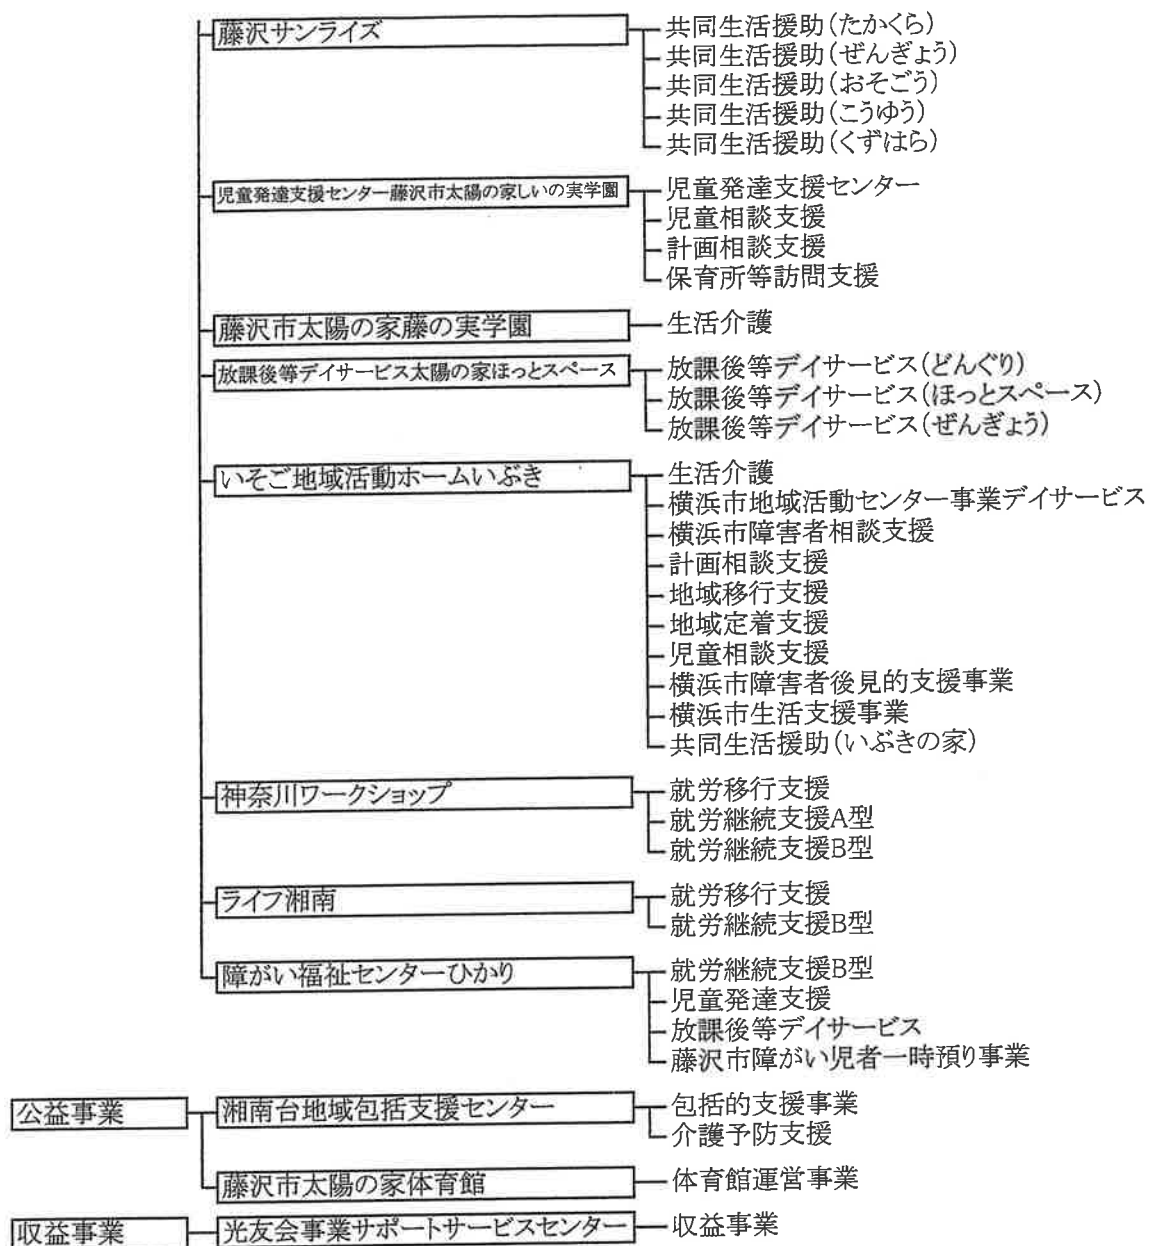 藤沢サンライズ
共同生活援助(たかくら)
共同生活援助(ぜんぎょう)
共同生活援助(おそごう)
共同生活援助(こうゆう)
共同生活援助(くずはら)
児童発達支援センター藤沢市太陽の家しいの実学園
児童発達支援センター
児童相談支援
計画相談支援
保育所等訪問支援
藤沢市太陽の家藤の実学園
生活介護
放課後等デイサービス太陽の家ほっとスペース
放課後等デイサービス(どんぐり)
放課後等デイサービス(ほっとスペース)
放課後等デイサービス(ぜんぎょう)
いそご地域活動ホームいぶき
生活介護
横浜市地域活動センター事業デイサービス
横浜市障害者相談支援
計画相談支援
地域移行支援
地域定着支援
児童相談支援
横浜市障害者後見的支援事業
横浜市生活支援事業
共同生活援助(いぶきの家)
神奈川ワークショップ
就労移行支援
就労継続支援A型
就労継続支援B型
ライフ湘南
就労移行支援
就労継続支援B型
障がい福祉センターひかり
就労継続支援B型
児童発達支援
放課後等デイサービス
藤沢市障がい児者一時預り事業
公益事業
湘南台地域包括支援センター
包括的支援事業
介護予防支援
藤沢市太陽の家体育館
体育館運営事業
収益事業
光友会事業サポートサービスセンター
収益事業